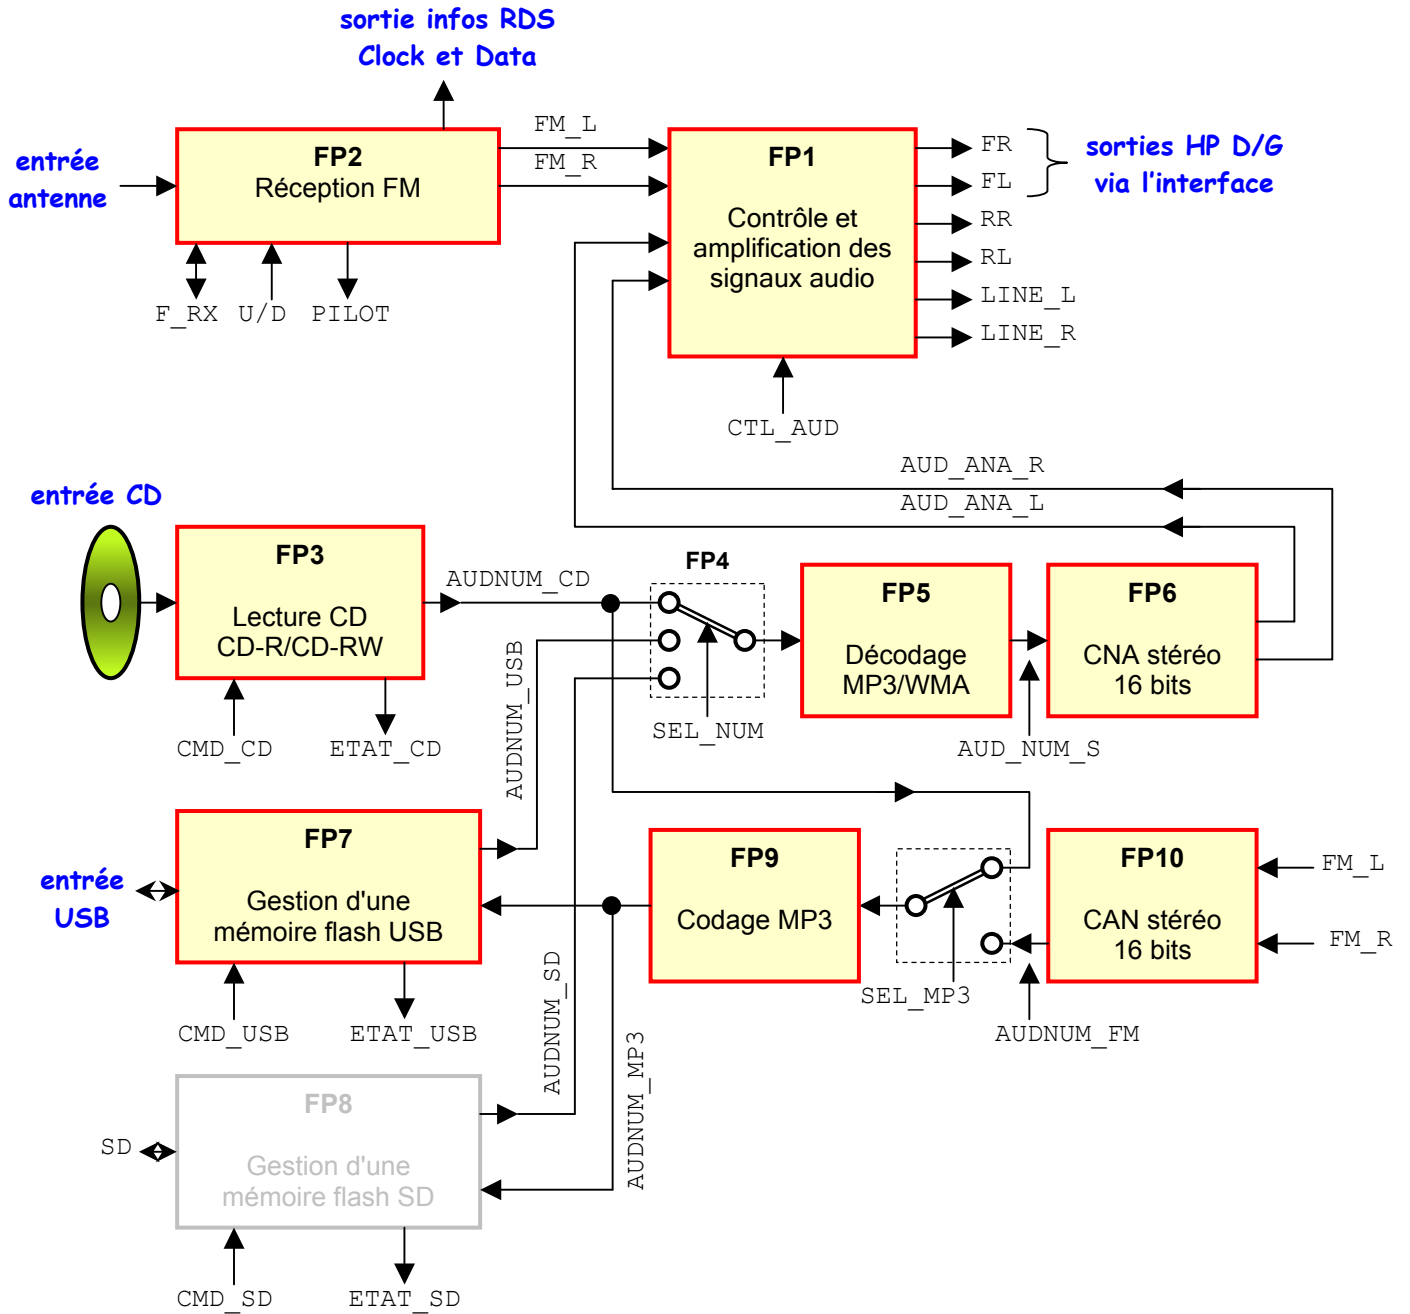 sortie infos RDS
Clock et Data
entrée
antenne
FP2
Réception FM
FM_L
FM_R
F_RX
U/D
PILOT
FP1
Contrôle et
amplification des
signaux audio
FR
FL
RR
RL
LINE_L
LINE_R
sorties HP D/G
via l'interface
CTL_AUD
AUD_ANA_R
AUD_ANA_L
entrée CD
FP3
Lecture CD
CD-R/CD-RW
AUDNUM_CD
CMD_CD
ETAT_CD
AUDNUM_USB
FP4
SEL_NUM
FP5
Décodage
MP3/WMA
FP6
CNA stéréo
16 bits
AUD_NUM_S
entrée
USB
FP7
Gestion d'une
mémoire flash USB
CMD_USB
ETAT_USB
AUDNUM_SD
FP9
Codage MP3
SEL_MP3
FP10
CAN stéréo
16 bits
FM_L
FM_R
AUDNUM_FM
AUDNUM_MP3
SD
FP8
Gestion d'une
mémoire flash SD
CMD_SD
ETAT_SD